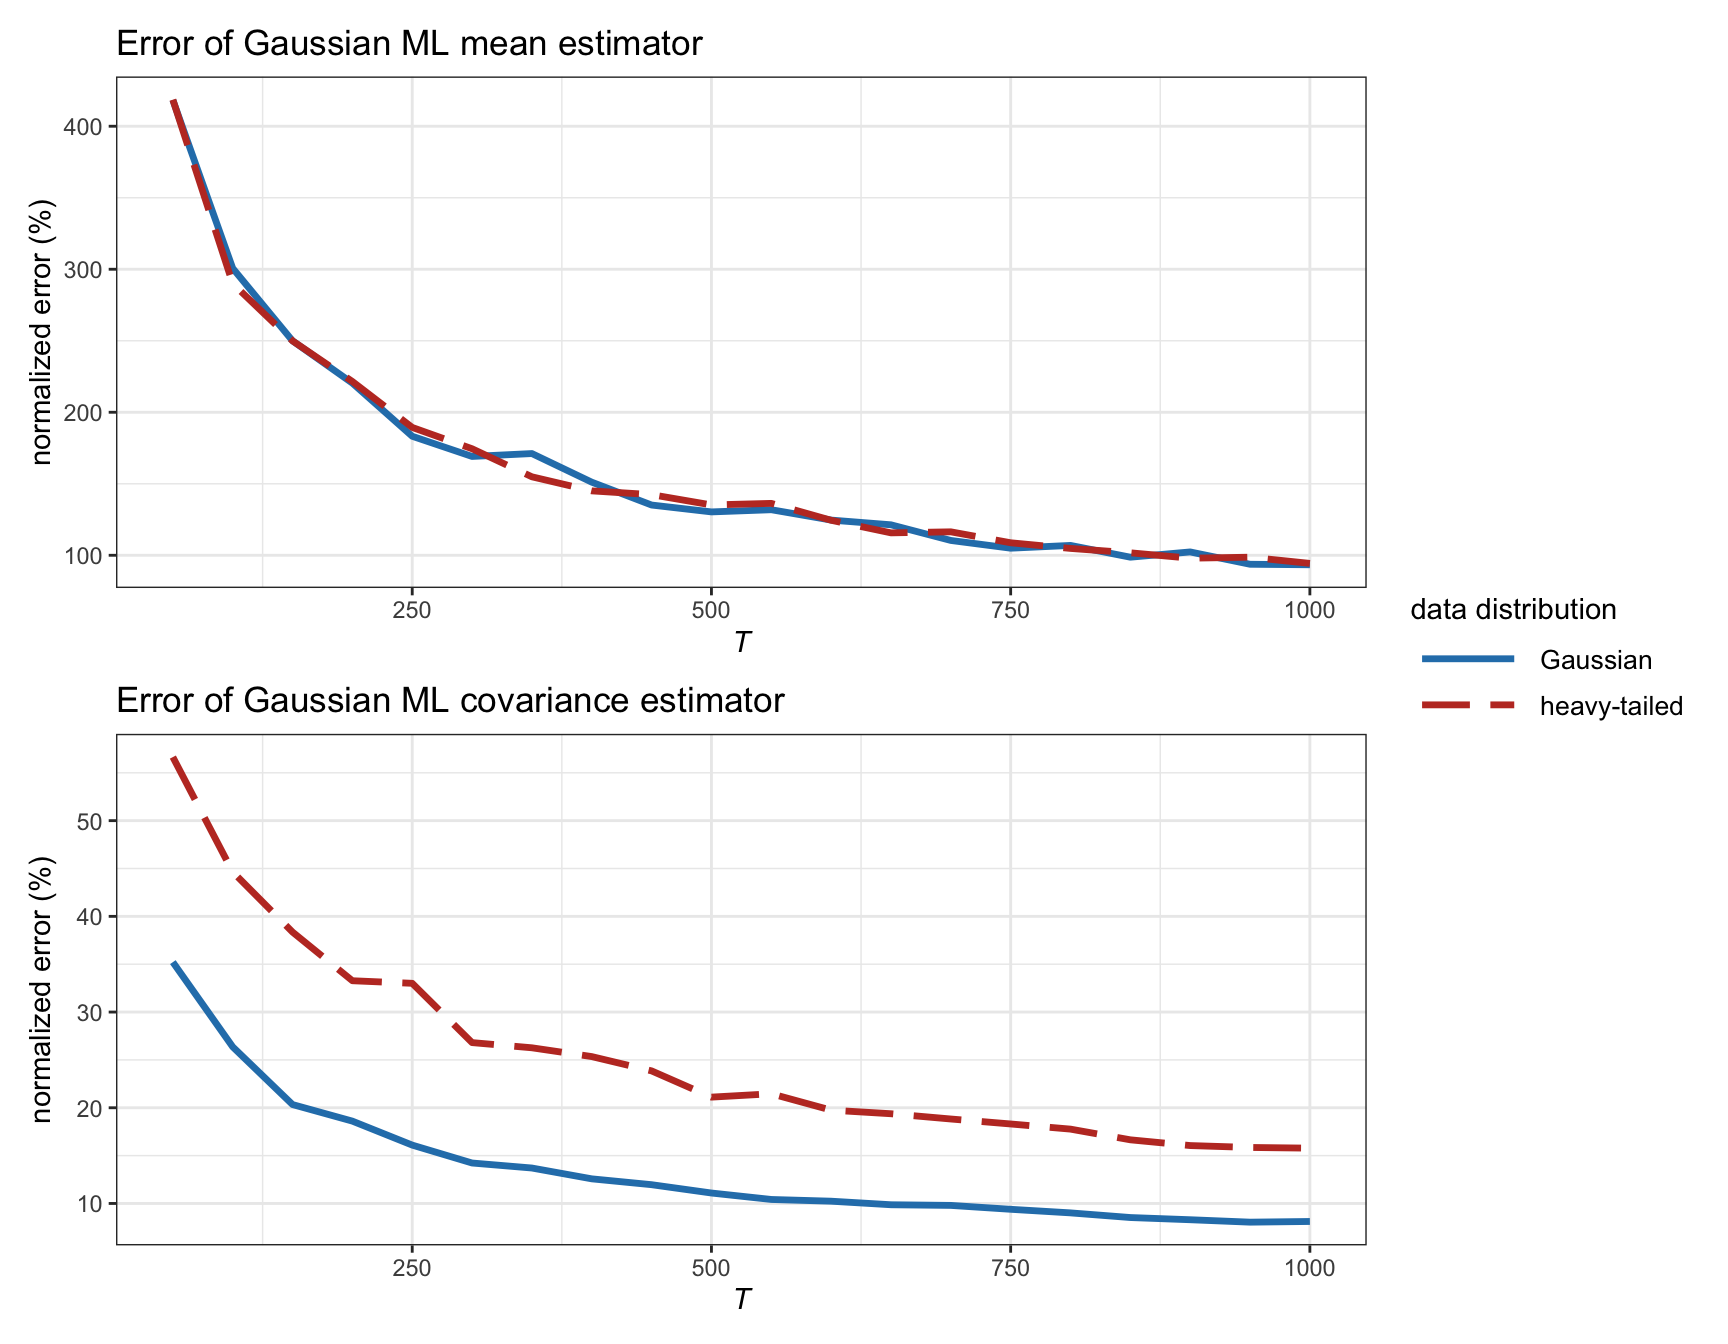 Error of Gaussian ML mean estimator
400
300
200
100
normalized error (%)
250 500 750 1000
T
data distribution
Gaussian
heavy-tailed
Error of Gaussian ML covariance estimator
50
40
30
20
10
normalized error (%)
250 500 750 1000
T